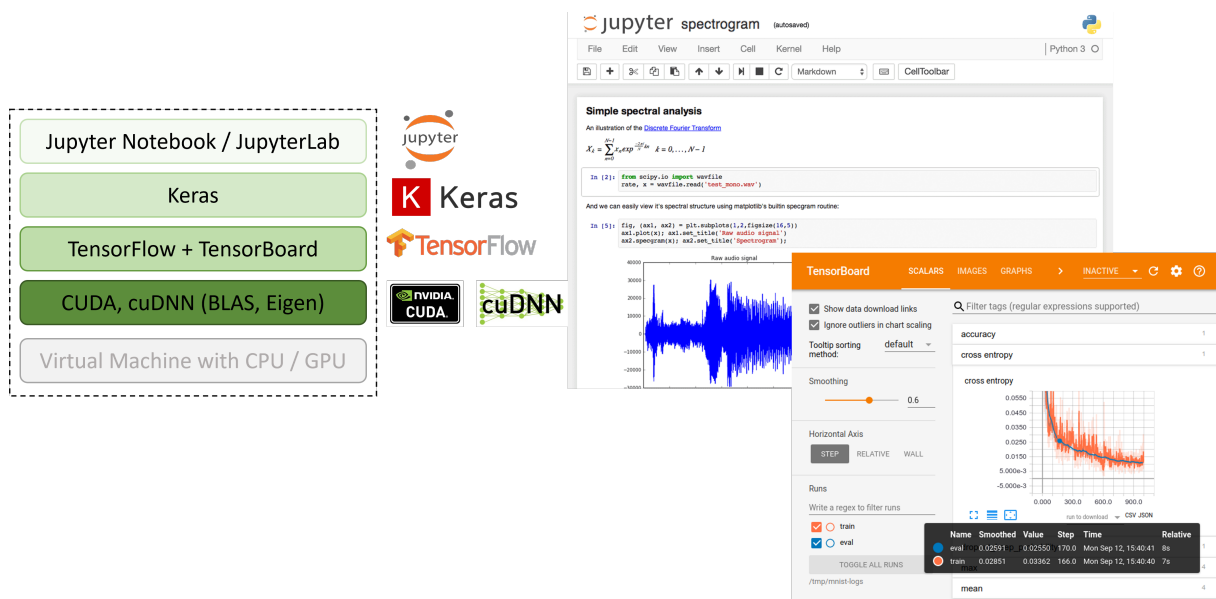 Jupyter Notebook / JupyterLab
Keras
TensorFlow + TensorBoard
CUDA, cuDNN (BLAS, Eigen)
Virtual Machine with CPU / GPU
jupyter
K Keras
TensorFlow
NVIDIA. CUDA.
cuDNN
jupyter spectrogram (autosaved)
File Edit View Insert Cell Kernel Help Python 3
Markdown CellToolbar
Simple spectral analysis
An illustration of the Discrete Fourier Transform
In [2]: from scipy.io import wavfile
rate, x = wavfile.read('test_mono.wav')
And we can easily view it's spectral structure using matplotlib's builtin specgram routine:
In [5]: fig, (ax1, ax2) = plt.subplots(1,2,figsize(16,5))
ax1.plot(x); ax1.set_title('Raw audio signal')
ax2.specgram(x); ax2.set_title('Spectrogram');
Raw audio signal
40000
30000
20000
10000
0
−10000
−20000
−30000
TensorBoard SCALARS IMAGES GRAPHS INACTIVE
Show data download links
Ignore outliers in chart scaling
Tooltip sorting method: default
Smoothing
0.6
Horizontal Axis
STEP RELATIVE WALL
Runs
Write a regex to filter runs
train
eval
TOGGLE ALL RUNS
/tmp/mnist-logs
Filter tags (regular expressions supported)
accuracy 1
cross entropy 1
cross entropy
0.0550
0.0450
0.0350
0.0250
0.0150
5.000e-3
-5.000e-3
0.000 300.0 600.0 900.0
run to download CSV JSON
Name Smoothed Value Step Time Relative
eval 0.02591 0.02550 170.0 Mon Sep 12, 15:40:41 8s
train 0.02851 0.03362 166.0 Mon Sep 12, 15:40:40 7s
1
max 4
mean 4